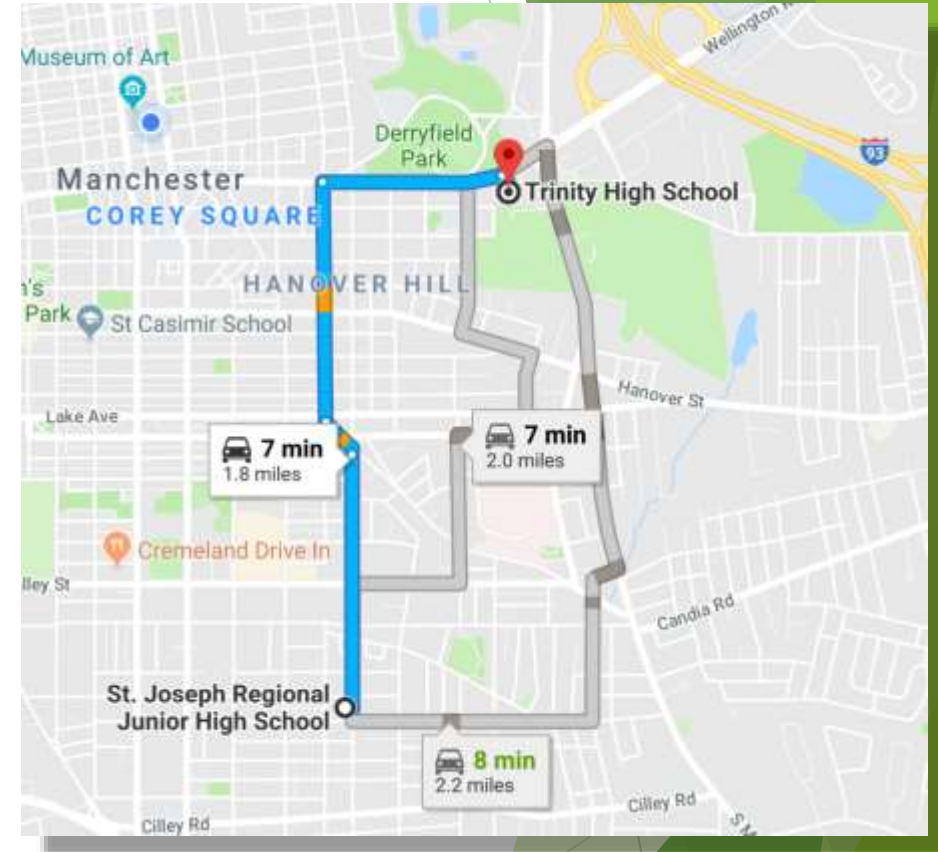 Museum of Art
Wellington R
Derryfield
Park
93
Manchester
Trinity High School
COREY SQUARE
HANOVER HILL
n's
Park
St Casimir School
Hanover St
Lake Ave
7 min
1.8 miles
7 min
2.0 miles
Cremeland Drive In
lley St
Candia Rd
St. Joseph Regional
Junior High School
8 min
2.2 miles
Cilley Rd
Cilley Rd
S M